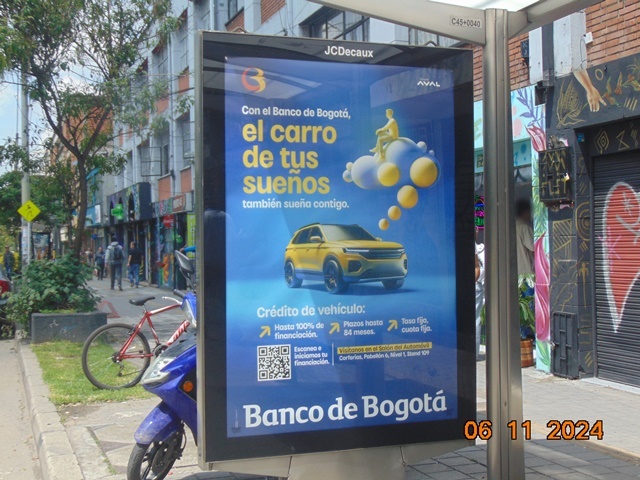 C45+0040
JCDecaux
AVAL
Con el Banco de Bogotá,
el carro
de tus
sueños
también sueña contigo.
Crédito de vehículo:
Hasta 100% de
financiación.
Plazos hasta
84 meses.
Tasa fija,
cuota fija.
Escanea e
iniciamos tu
financiación.
Visítanos en el Salón del Automóvil
Corferias, Pabellón 6, Nivel 1, Stand 109
Banco de Bogotá
06 11 2024